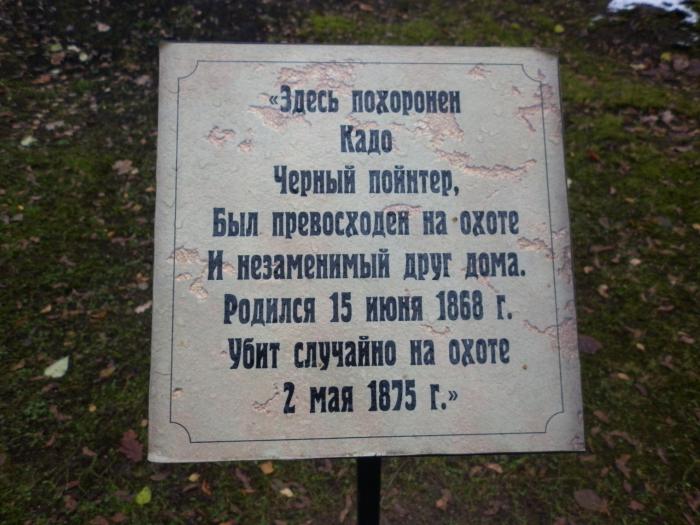 «Здесь похоронен
Кадо
Черный пойнтер,
Был превосходен на охоте
И незаменимый друг дома.
Родился 15 июня 1868 г.
Убит случайно на охоте
2 мая 1875 г.»